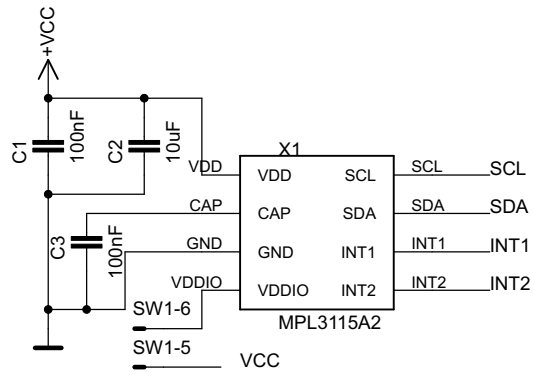 +VCC
C1
100nF
C2
10uF
X1
VDD
VDD
SCL
SCL
SCL
CAP
CAP
SDA
SDA
SDA
C3
100nF
GND
GND
INT1
INT1
INT1
VDDIO
VDDIO
INT2
INT2
INT2
SW1-6
MPL3115A2
SW1-5
VCC